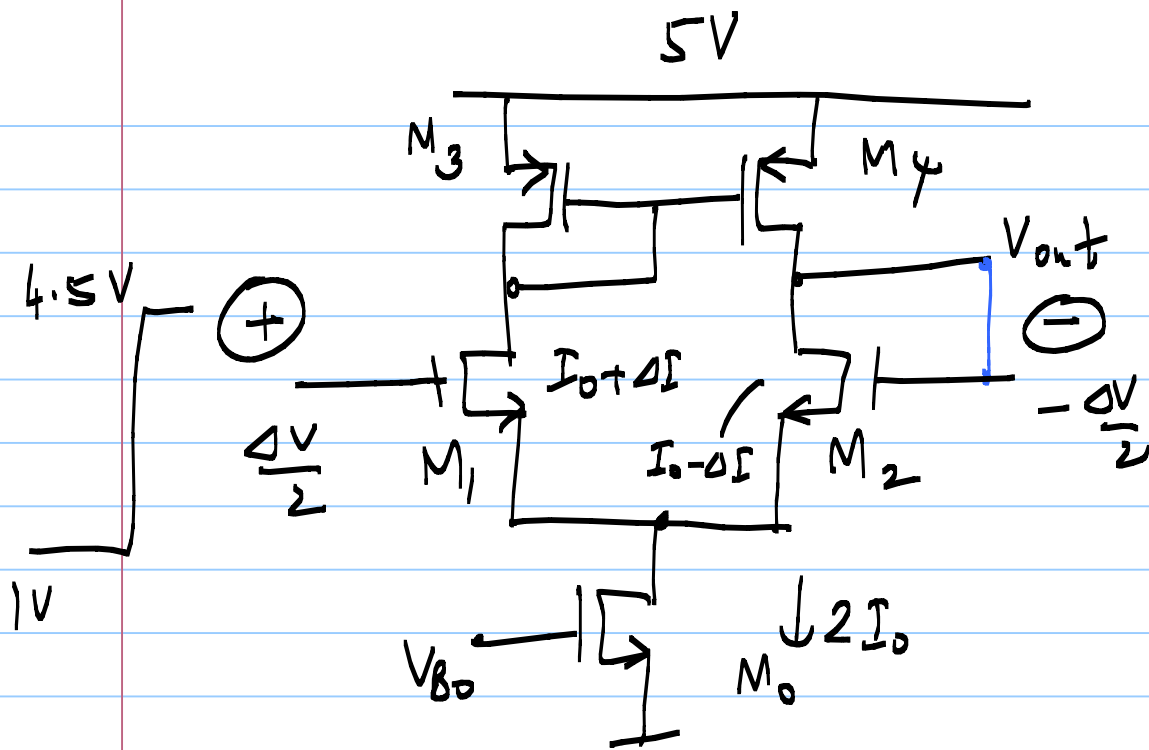 5V
M3
M4
Vout
4.5V
+
−
I0+ΔI
ΔV/2
M1
I0-ΔI
M2
-ΔV/2
1V
VB0
M0
2I0